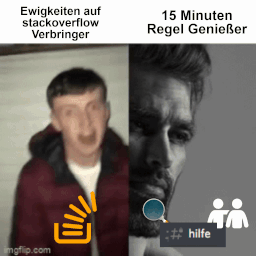 Ewigkeiten auf
stackoverflow
Verbringer
15 Minuten
Regel Genießer
:# hilfe
imgflip.com